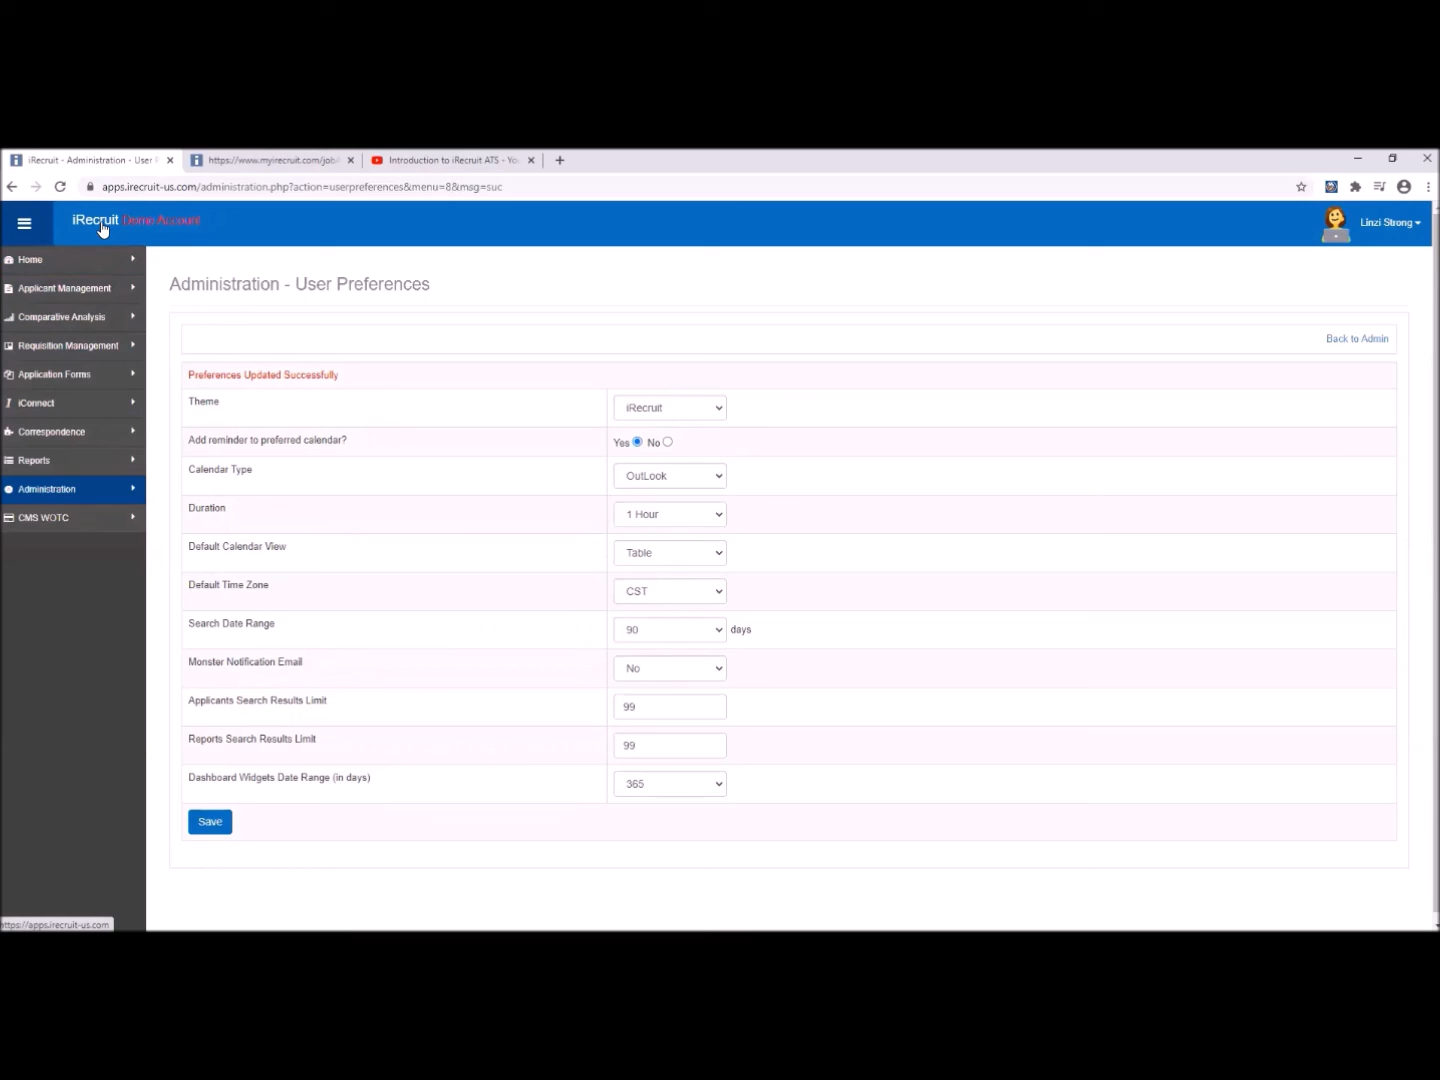 iRecruit - Administration - User P
https://www.myirecruit.com/job
Introduction to iRecruit ATS - Yo
apps.irecruit-us.com/administration.php?action=userpreferences&menu=8&msg=suc
iRecruit Demo Account
Linzi Strong
Home
Applicant Management
Comparative Analysis
Requisition Management
Application Forms
iConnect
Correspondence
Reports
Administration
CMS WOTC
Administration - User Preferences
Back to Admin
Preferences Updated Successfully
Theme iRecruit
Add reminder to preferred calendar? Yes No
Calendar Type OutLook
Duration 1 Hour
Default Calendar View Table
Default Time Zone CST
Search Date Range 90 days
Monster Notification Email No
Applicants Search Results Limit 99
Reports Search Results Limit 99
Dashboard Widgets Date Range (in days) 365
Save
https://apps.irecruit-us.com